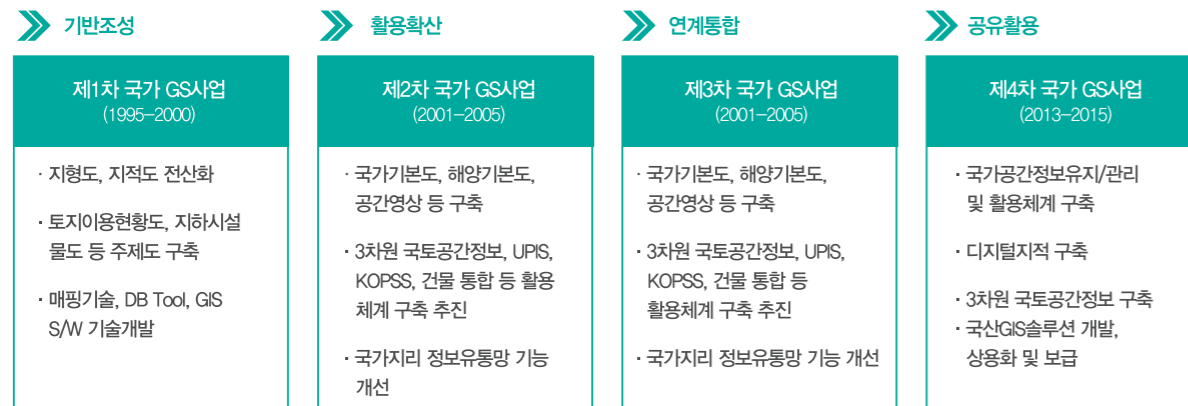 기반조성
제1차 국가 GS사업
(1995-2000)
· 지형도, 지적도 전산화
· 토지이용현황도, 지하시설
물도 등 주제도 구축
· 매핑기술, DB Tool, GIS
S/W 기술개발
활용확산
제2차 국가 GS사업
(2001-2005)
· 국가기본도, 해양기본도,
공간영상 등 구축
· 3차원 국토공간정보, UPIS,
KOPSS, 건물 통합 등 활용
체계 구축 추진
· 국가지리 정보유통망 기능
개선
연계통합
제3차 국가 GS사업
(2001-2005)
· 국가기본도, 해양기본도,
공간영상 등 구축
· 3차원 국토공간정보, UPIS,
KOPSS, 건물 통합 등
활용체계 구축 추진
· 국가지리 정보유통망 기능 개선
공유활용
제4차 국가 GS사업
(2013-2015)
· 국가공간정보유지/관리
및 활용체계 구축
· 디지털지적 구축
· 3차원 국토공간정보 구축
· 국산GIS솔루션 개발,
상용화 및 보급